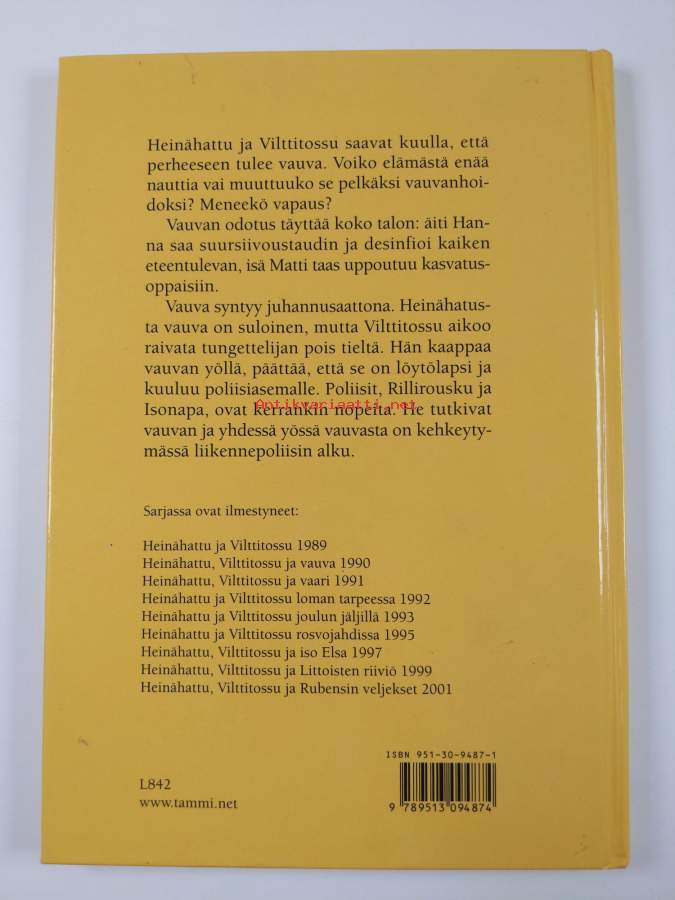 Heinähattu ja Vilttitossu saavat kuulla, että
perheeseen tulee vauva. Voiko elämästä enää
nauttia vai muuttuuko se pelkäksi vauvanhoi-
doksi? Meneekö vapaus?
Vauvan odotus täyttää koko talon: äiti Han-
na saa suursiivoustaudin ja desinfioi kaiken
eteentulevan, isä Matti taas uppoutuu kasvatus-
oppaisiin.
Vauva syntyy juhannusaattona. Heinähatus-
ta vauva on suloinen, mutta Vilttitossu aikoo
raivata tungettelijan pois tieltä. Hän kaappaa
vauvan yöllä, päättää, että se on löytölapsi ja
kuuluu poliisiasemalle. Poliisit, Rillirousku ja
Antikvariaatti.net
Isonapa, ovat kerrankin nopeita. He tutkivat
vauvan ja yhdessä yössä vauvasta on kehkeyty-
mässä liikennepoliisin alku.
Sarjassa ovat ilmestyneet:
Heinähattu ja Vilttitossu 1989
Heinähattu, Vilttitossu ja vauva 1990
Heinähattu, Vilttitossu ja vaari 1991
Heinähattu ja Vilttitossu loman tarpeessa 1992
Heinähattu ja Vilttitossu joulun jäljillä 1993
Heinähattu ja Vilttitossu rosvojahdissa 1995
Heinähattu, Vilttitossu ja iso Elsa 1997
Heinähattu, Vilttitossu ja Littoisten riiviö 1999
Heinähattu, Vilttitossu ja Rubensin veljekset 2001
ISBN 951-30-9487-1
L842
www.tammi.net
9 789513 094874